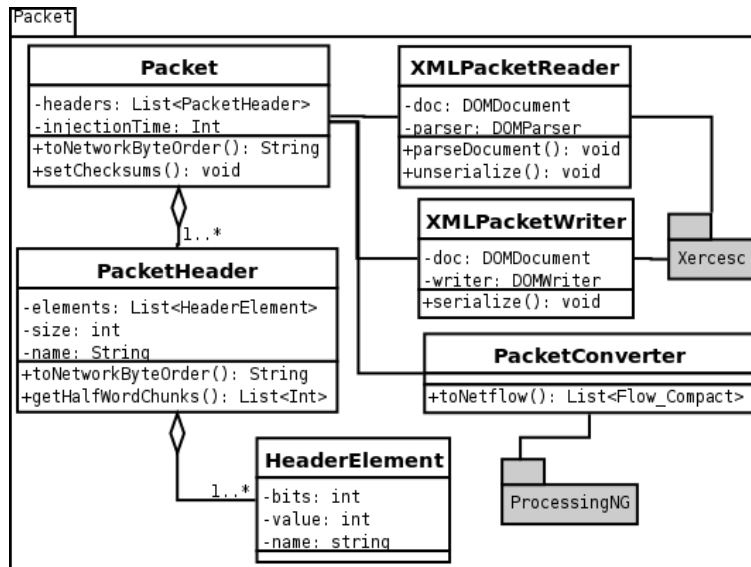 Packet
Packet
-headers: List<PacketHeader>
-injectionTime: Int
+toNetworkByteOrder(): String
+setChecksums(): void
XMLPacketReader
-doc: DOMDocument
-parser: DOMParser
+parseDocument(): void
+unserialize(): void
1..*
XMLPacketWriter
-doc: DOMDocument
-writer: DOMWriter
+serialize(): void
Xercesc
PacketHeader
-elements: List<HeaderElement>
-size: int
-name: String
+toNetworkByteOrder(): String
+getHalfWordChunks(): List<Int>
PacketConverter
+toNetflow(): List<Flow_Compact>
1..*
HeaderElement
-bits: int
-value: int
-name: string
ProcessingNG